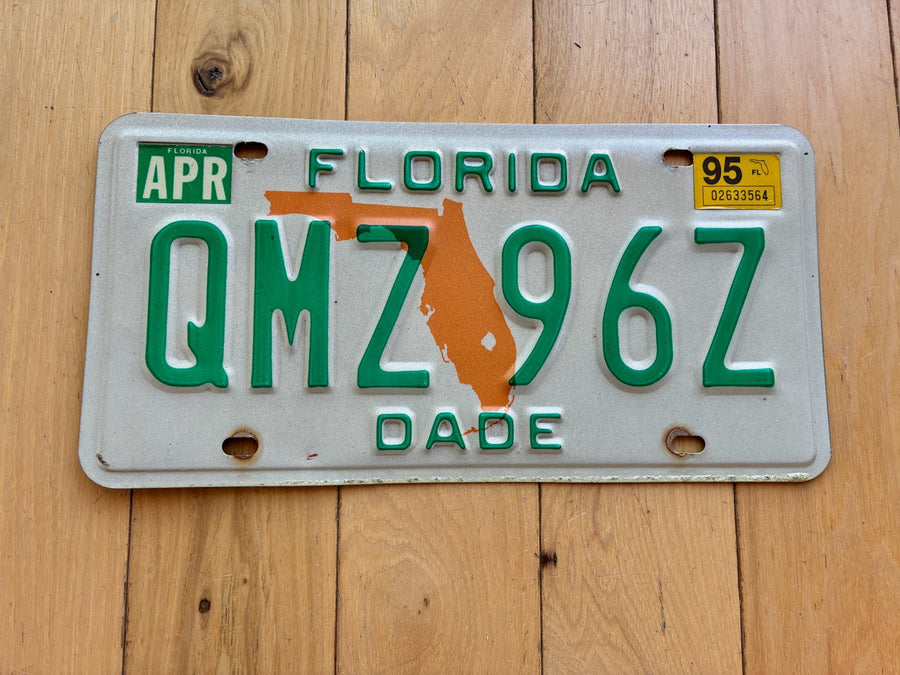 FLORIDA
APR
FLORIDA
95 FL
02633564
QMZ 96Z
DADE